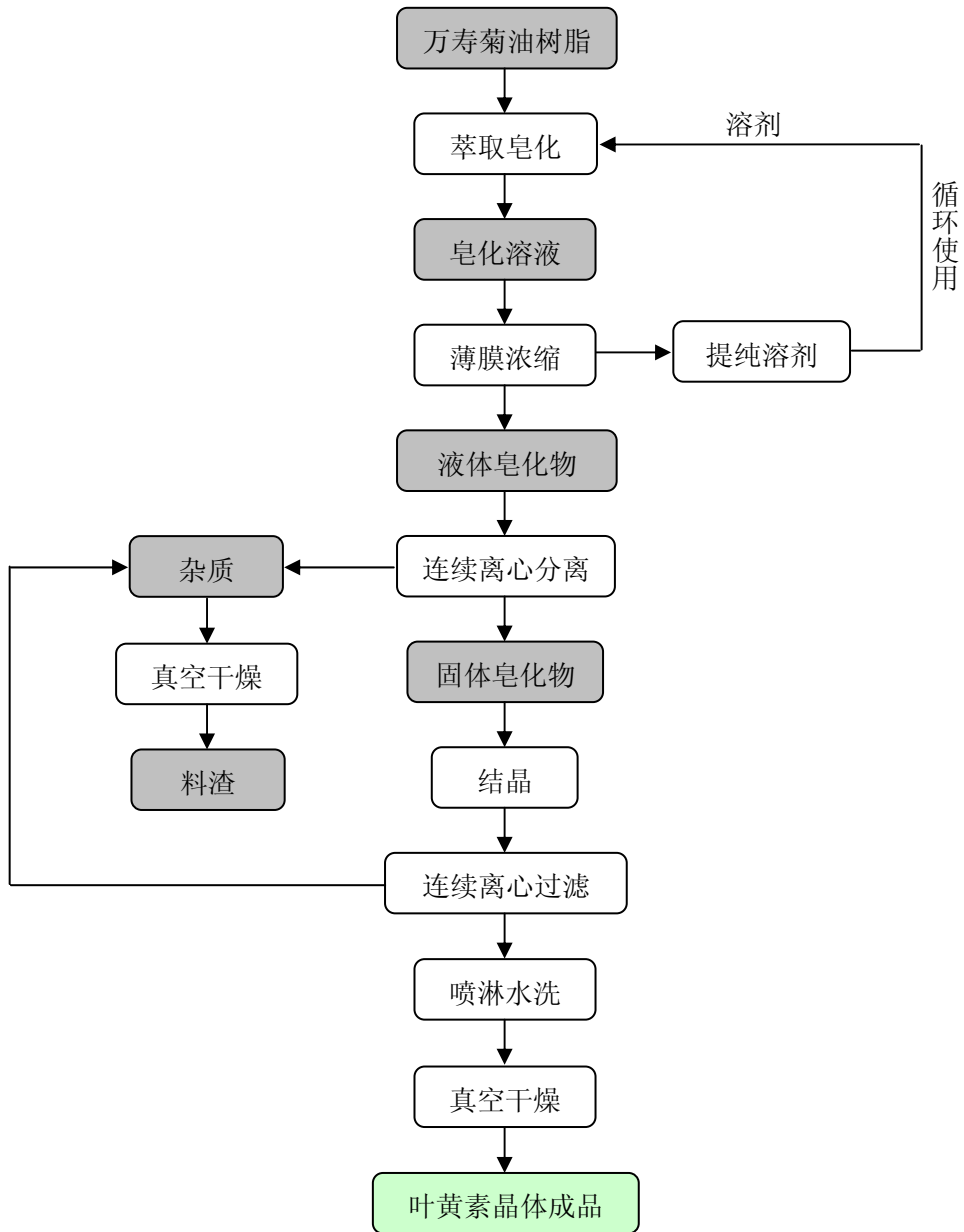 万寿菊油树脂
溶剂
萃取皂化
循环使用
皂化溶液
薄膜浓缩
提纯溶剂
液体皂化物
杂质
连续离心分离
真空干燥
固体皂化物
料渣
结晶
连续离心过滤
喷淋水洗
真空干燥
叶黄素晶体成品